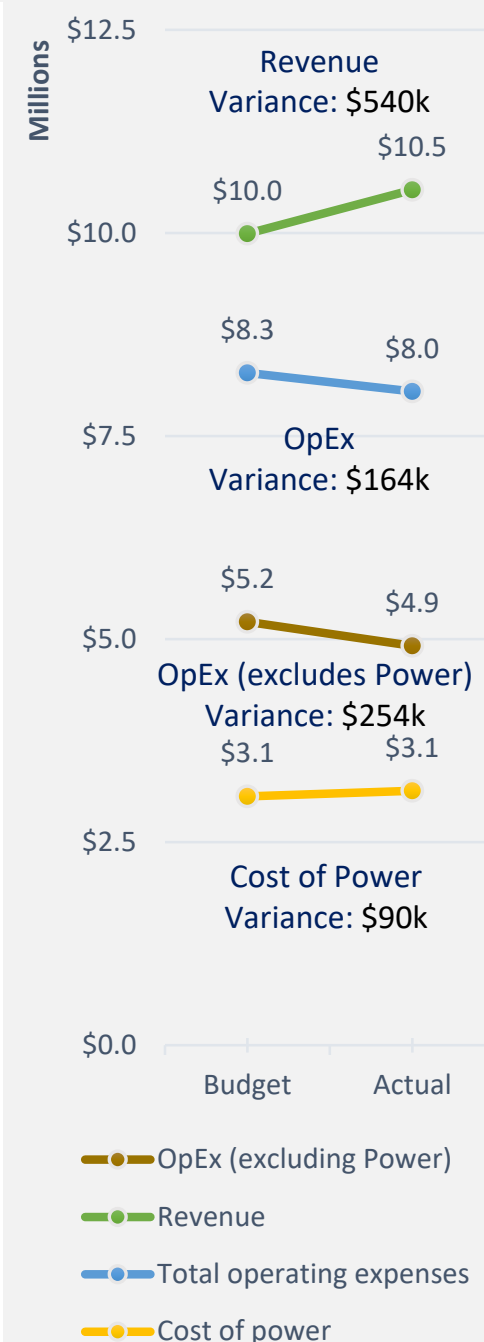 Millions
$12.5
Revenue
Variance: $540k
$10.5
$10.0
$10.0
$8.3
$8.0
$7.5
OpEx
Variance: $164k
$5.2
$4.9
$5.0
OpEx (excludes Power)
Variance: $254k
$3.1
$3.1
$2.5
Cost of Power
Variance: $90k
$0.0
Budget
Actual
OpEx (excluding Power)
Revenue
Total operating expenses
Cost of power